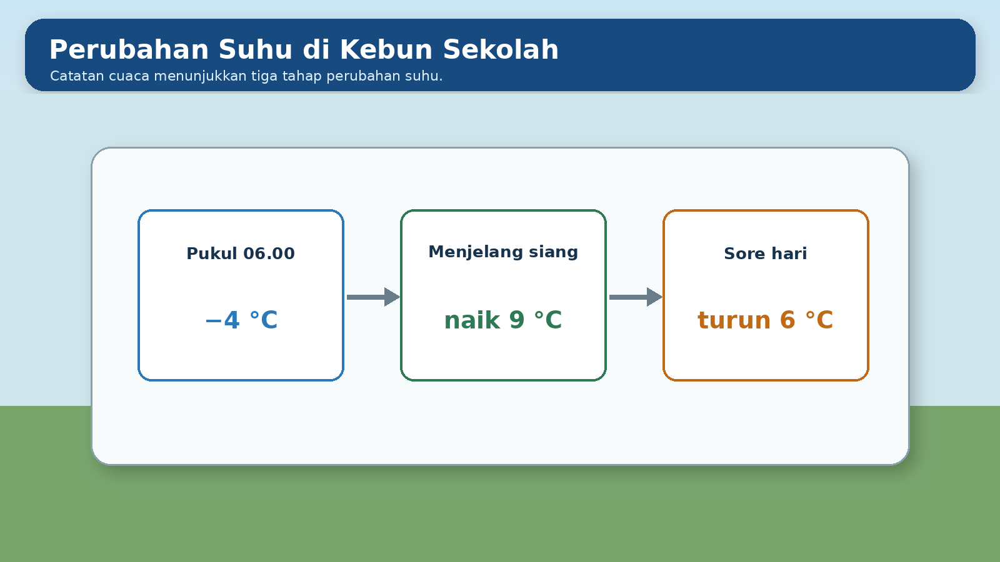 Perubahan Suhu di Kebun Sekolah
Catatan cuaca menunjukkan tiga tahap perubahan suhu.
Pukul 06.00
−4 °C
Menjelang siang
naik 9 °C
Sore hari
turun 6 °C